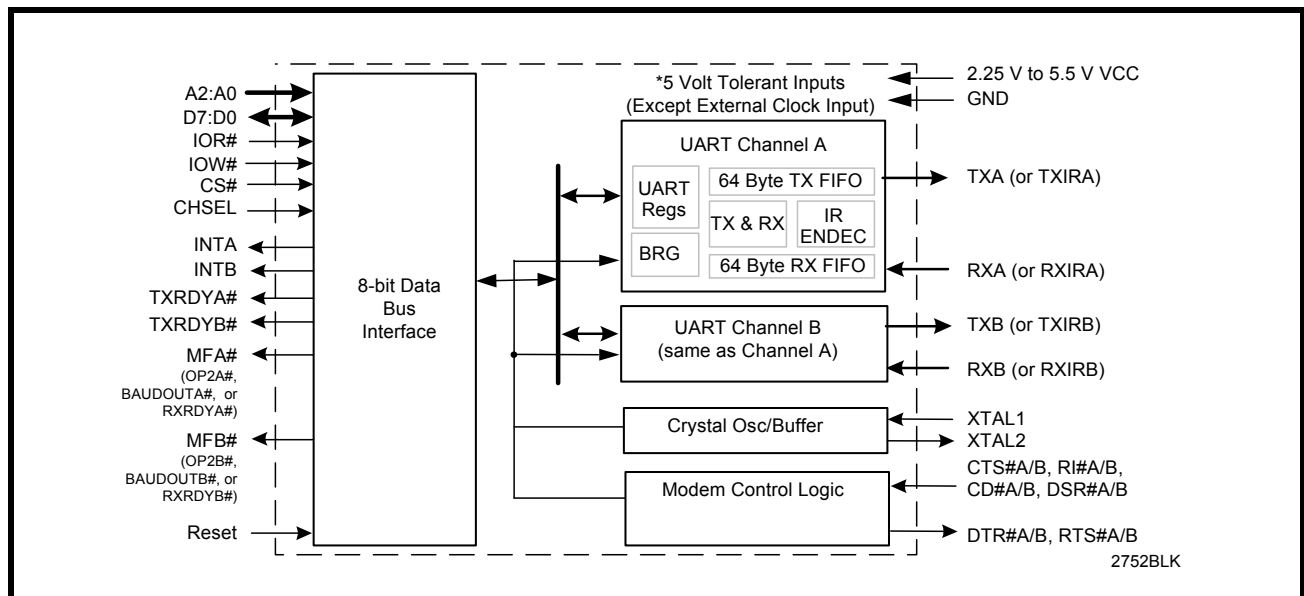 A2:A0
D7:D0
IOR#
IOW#
CS#
CHSEL
INTA
INTB
TXRDYA#
TXRDYB#
MFA#
(OP2A#,
BAUDOUTA#, or
RXRDYA#)
MFB#
(OP2B#,
BAUDOUTB#, or
RXRDYB#)
Reset
8-bit Data
Bus
Interface
*5 Volt Tolerant Inputs
(Except External Clock Input)
UART Channel A
UART
Regs
BRG
64 Byte TX FIFO
TX & RX
IR
ENDEC
64 Byte RX FIFO
UART Channel B
(same as Channel A)
Crystal Osc/Buffer
Modem Control Logic
2.25 V to 5.5 V VCC
GND
TXA (or TXIRA)
RXA (or RXIRA)
TXB (or TXIRB)
RXB (or RXIRB)
XTAL1
XTAL2
CTS#A/B, RI#A/B,
CD#A/B, DSR#A/B
DTR#A/B, RTS#A/B
2752BLK